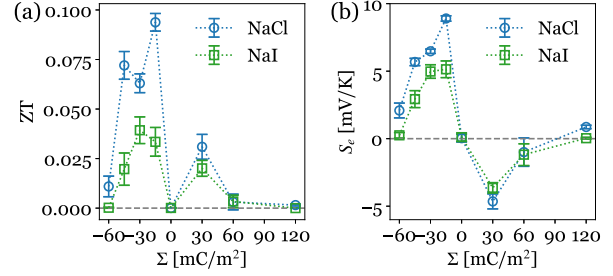 (a)
ZT
0.100
0.075
0.050
0.025
0.000
NaCl
NaI
−60 −30 0 30 60 90 120
Σ [mC/m²]
(b)
Sₑ [mV/K]
10
5
0
−5
NaCl
NaI
−60 −30 0 30 60 90 120
Σ [mC/m²]